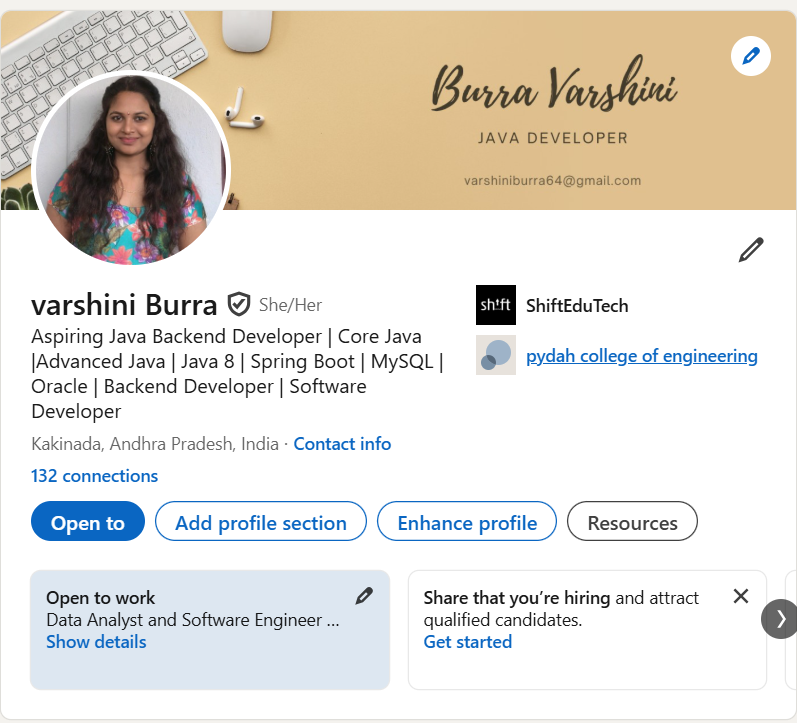 Burra Varshini
JAVA DEVELOPER
varshiniburra64@gmail.com
varshini Burra She/Her
Aspiring Java Backend Developer | Core Java
|Advanced Java | Java 8 | Spring Boot | MySQL |
Oracle | Backend Developer | Software
Developer
Kakinada, Andhra Pradesh, India · Contact info
132 connections
sh!ft ShiftEduTech
pydah college of engineering
Open to
Add profile section
Enhance profile
Resources
Open to work
Data Analyst and Software Engineer ...
Show details
Share that you're hiring and attract
qualified candidates.
Get started